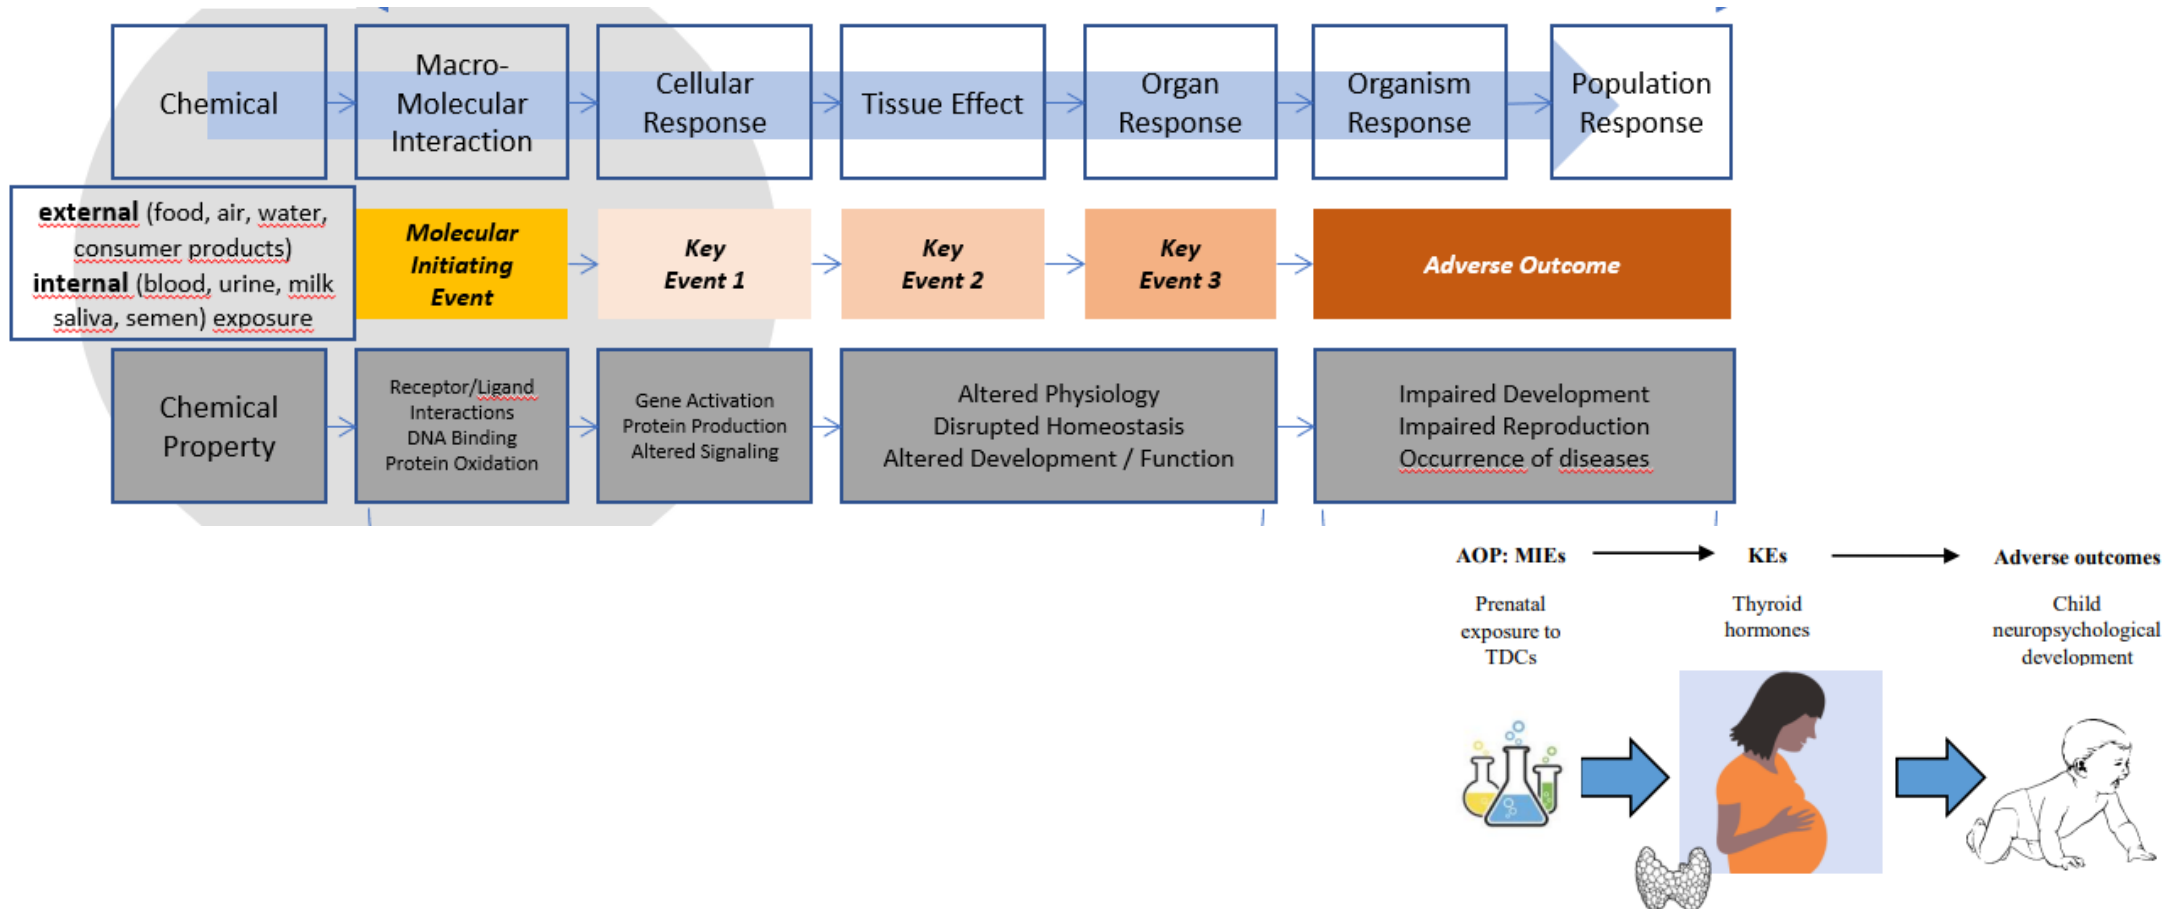 Chemical
Macro-
Molecular
Interaction
Cellular
Response
Tissue Effect
Organ
Response
Organism
Response
Population
Response
external (food, air, water,
consumer products)
internal (blood, urine, milk
saliva, semen) exposure
Molecular
Initiating
Event
Key
Event 1
Key
Event 2
Key
Event 3
Adverse Outcome
Chemical
Property
Receptor/Ligand
Interactions
DNA Binding
Protein Oxidation
Gene Activation
Protein Production
Altered Signaling
Altered Physiology
Disrupted Homeostasis
Altered Development / Function
Impaired Development
Impaired Reproduction
Occurrence of diseases
AOP: MIEs
KEs
Adverse outcomes
Prenatal
exposure to
TDCs
Thyroid
hormones
Child
neuropsychological
development